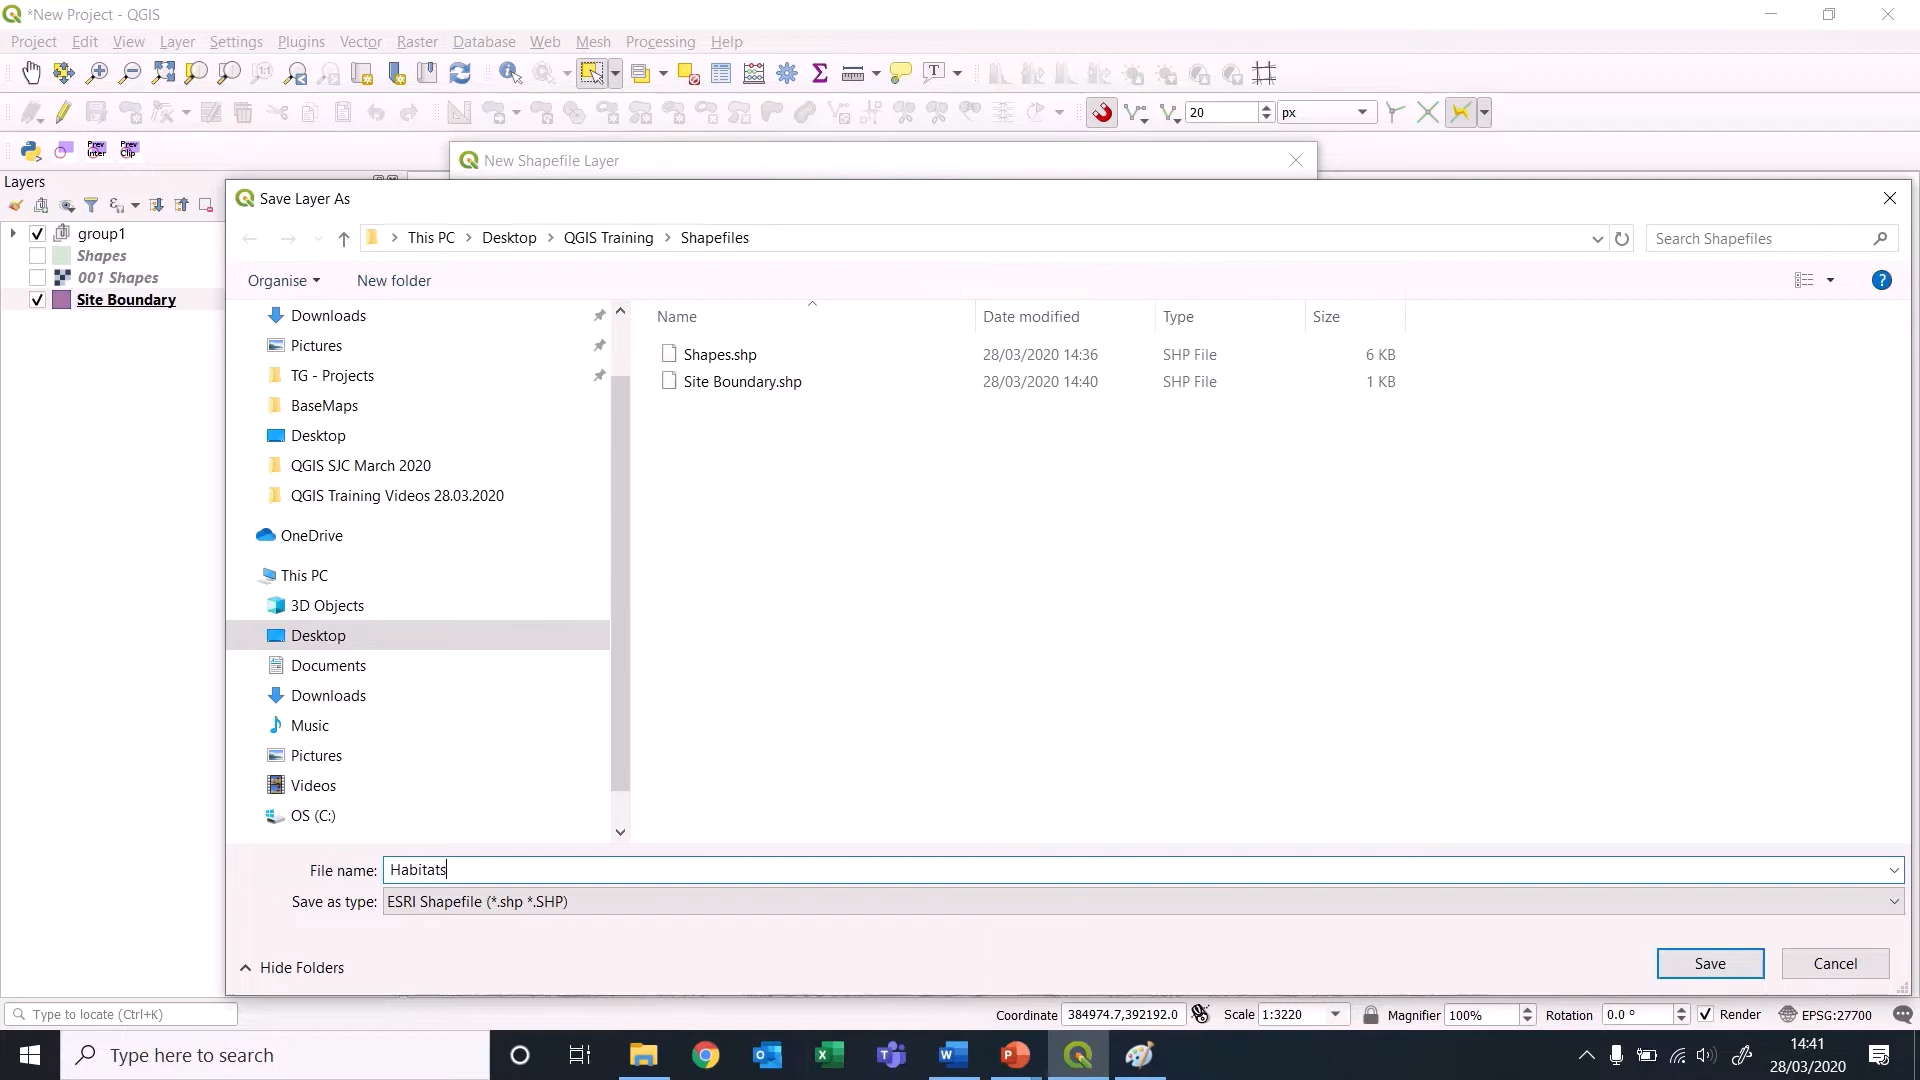 *New Project - QGIS
Project Edit View Layer Settings Plugins Vector Raster Database Web Mesh Processing Help
20 px
Prev Inter Prev Clip
New Shapefile Layer
Layers
Save Layer As
group1
Shapes
001 Shapes
Site Boundary
This PC > Desktop > QGIS Training > Shapefiles
Search Shapefiles
Organise New folder
Name Date modified Type Size
Shapes.shp 28/03/2020 14:36 SHP File 6 KB
Site Boundary.shp 28/03/2020 14:40 SHP File 1 KB
Downloads
Pictures
TG - Projects
BaseMaps
Desktop
QGIS SJC March 2020
QGIS Training Videos 28.03.2020
OneDrive
This PC
3D Objects
Desktop
Documents
Downloads
Music
Pictures
Videos
OS (C:)
File name: Habitats
Save as type: ESRI Shapefile (*.shp *.SHP)
Hide Folders
Save Cancel
Type to locate (Ctrl+K)
Coordinate 384974.7,392192.0 Scale 1:3220 Magnifier 100% Rotation 0.0 ° Render EPSG:27700
Type here to search
14:41
28/03/2020